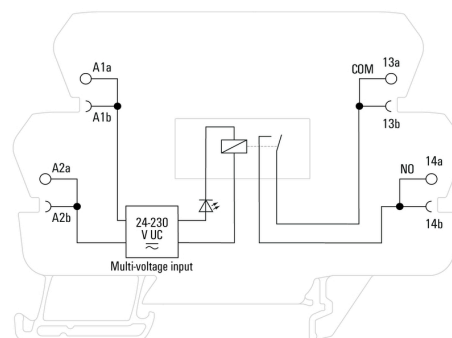 A1a
A1b
A2a
A2b
24-230
V UC
Multi-voltage input
COM
13a
13b
NO
14a
14b